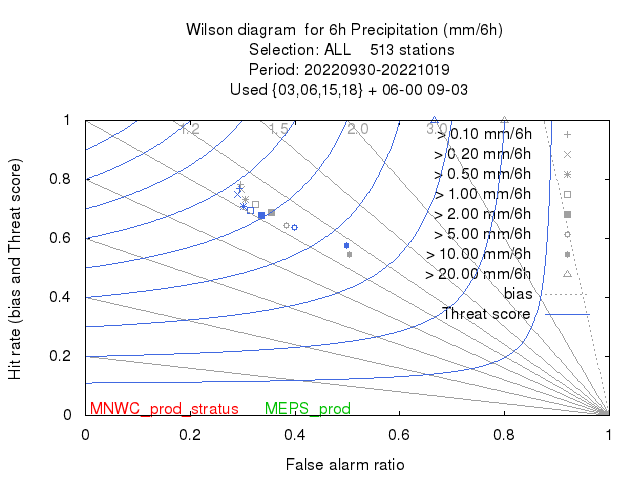 Wilson diagram for 6h Precipitation (mm/6h)
Selection: ALL 513 stations
Period: 20220930-20221019
Used {03,06,15,18} + 06-00 09-03
1
0.8
0.6
0.4
0.2
0
Hit rate (bias and Threat score)
1.2
1.5
2.0
3.0
> 0.10 mm/6h
> 0.20 mm/6h
> 0.50 mm/6h
> 1.00 mm/6h
> 2.00 mm/6h
> 5.00 mm/6h
> 10.00 mm/6h
> 20.00 mm/6h
bias
Threat score
MNWC_prod_stratus MEPS_prod
0 0.2 0.4 0.6 0.8 1
False alarm ratio